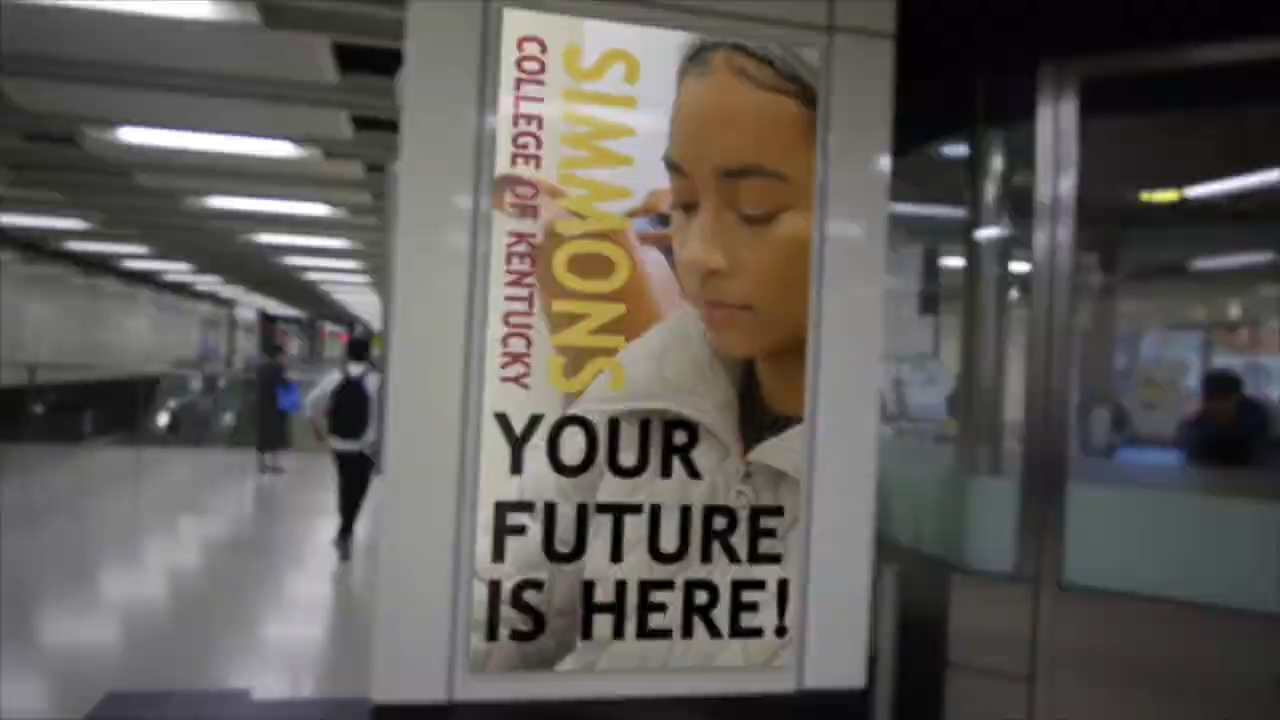 SIMMONS
COLLEGE OF KENTUCKY
YOUR
FUTURE
IS HERE!